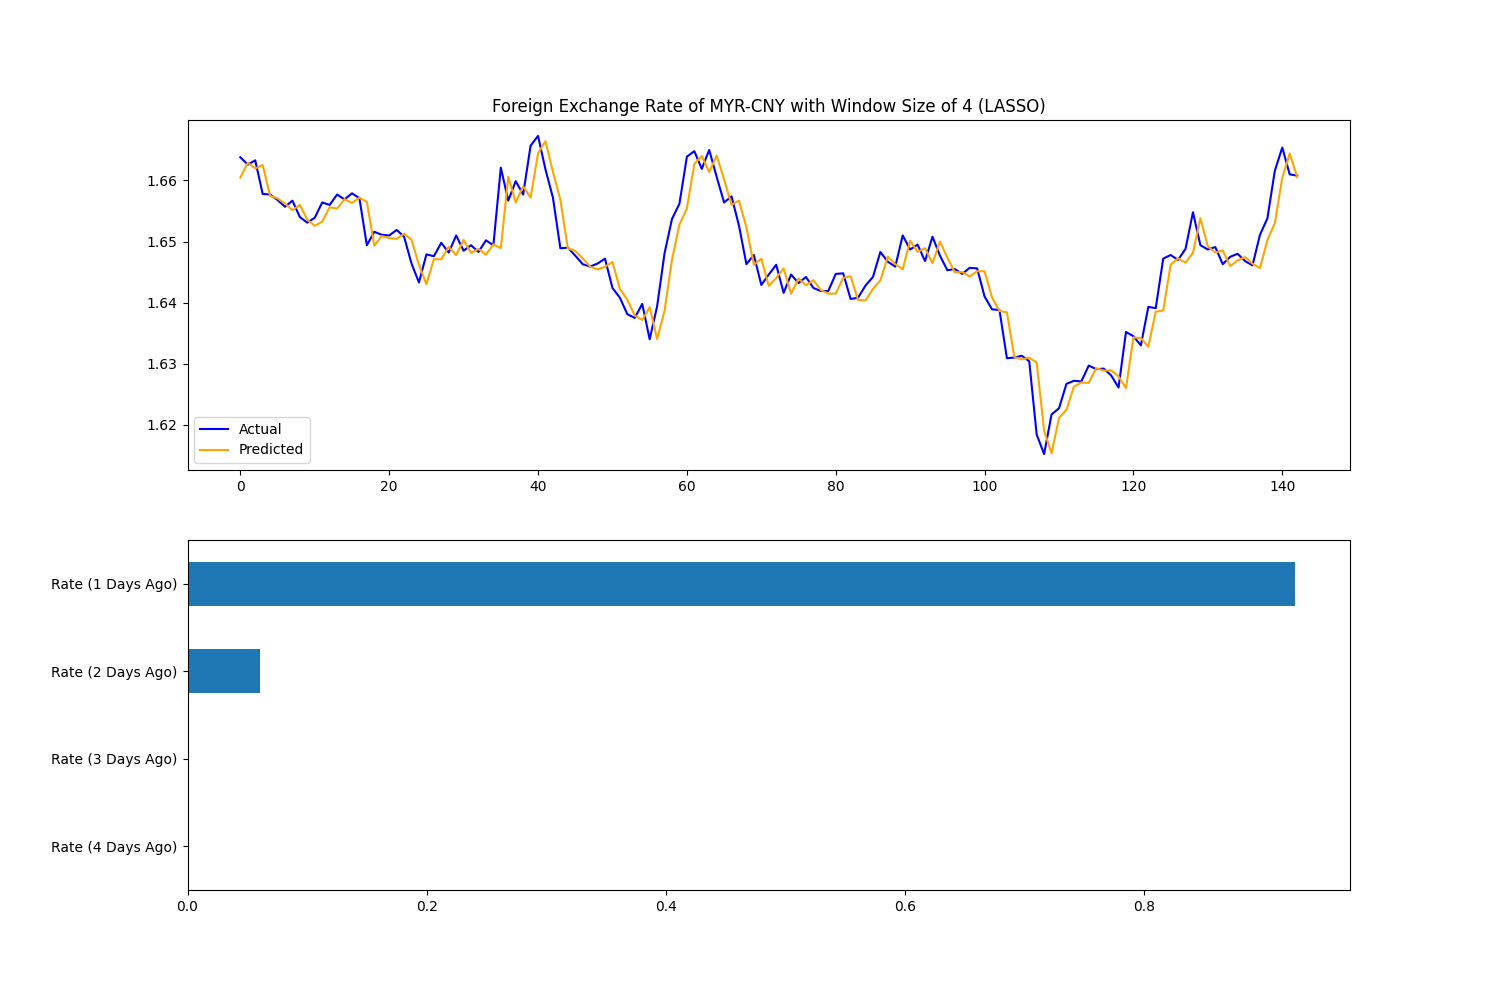 Foreign Exchange Rate of MYR-CNY with Window Size of 4 (LASSO)
1.66
1.65
1.64
1.63
1.62
Actual
Predicted
0 20 40 60 80 100 120 140
Rate (1 Days Ago)
Rate (2 Days Ago)
Rate (3 Days Ago)
Rate (4 Days Ago)
0.0 0.2 0.4 0.6 0.8